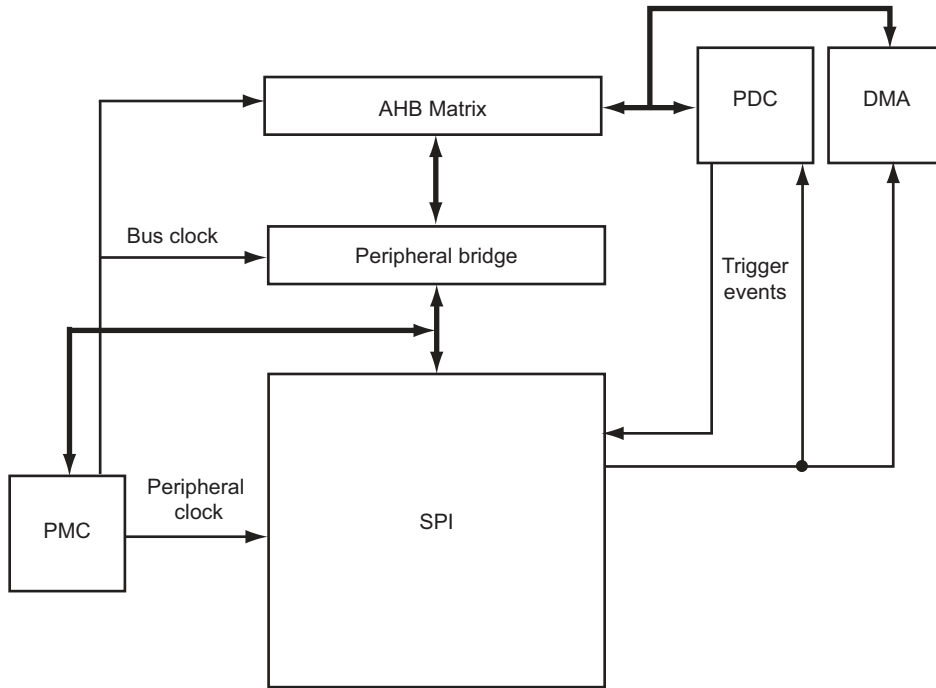 AHB Matrix
PDC
DMA
Bus clock
Peripheral bridge
Trigger
events
Peripheral
clock
PMC
SPI